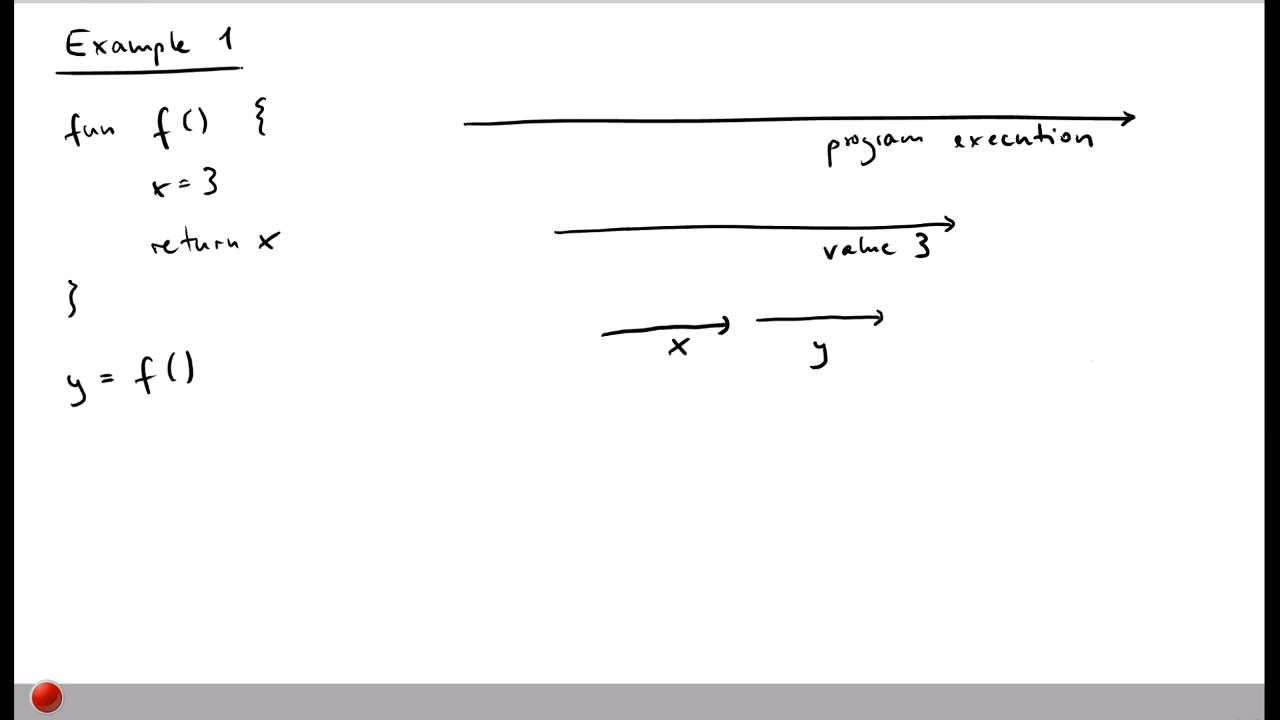 Example 1
fun f() {
x = 3
return x
}
y = f()
program execution
value 3
x
y